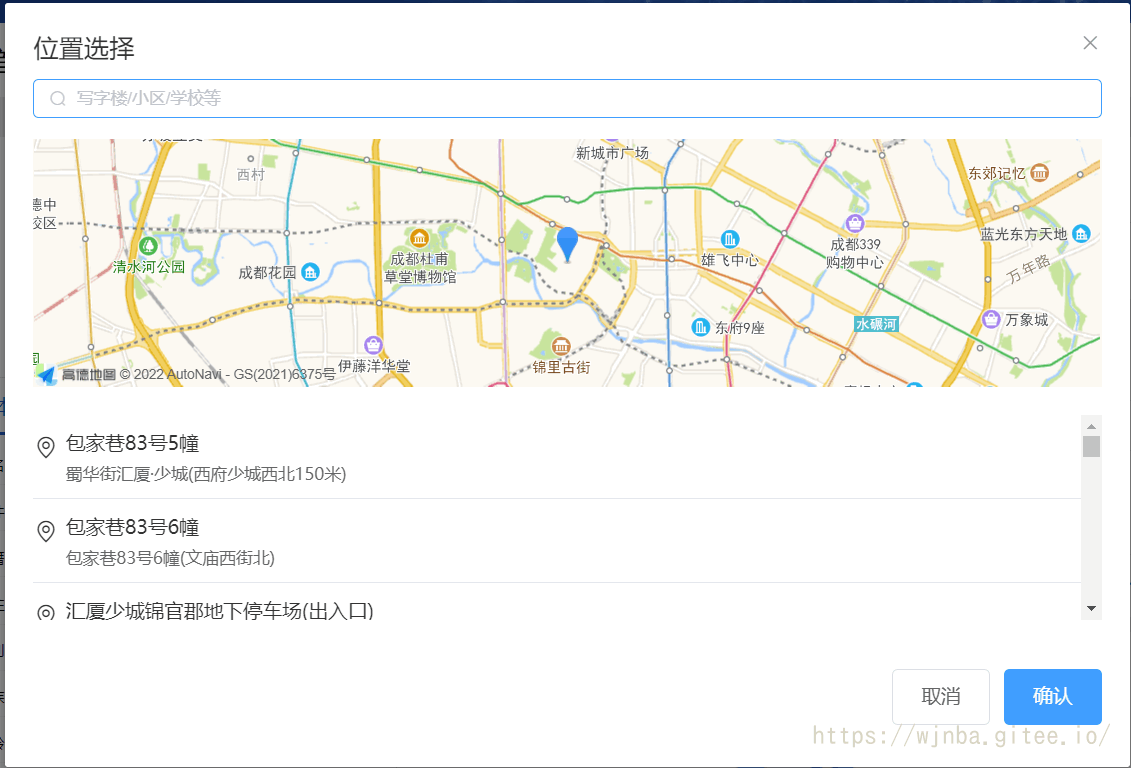 位置选择
写字楼/小区/学校等
新城市广场
西村
东郊记忆
德中
校区
成都339
购物中心
蓝光东方天地
雄飞中心
成都杜甫
草堂博物馆
清水河公园
成都花园
万年路
水碾河
东府9座
万象城
伊藤洋华堂
锦里古街
高德地图 © 2022 AutoNavi - GS(2021)6375号
包家巷83号5幢
蜀华街汇厦·少城(西府少城西北150米)
包家巷83号6幢
包家巷83号6幢(文庙西街北)
汇厦少城锦官郡地下停车场(出入口)
取消
确认
https://wjnba.gitee.io/